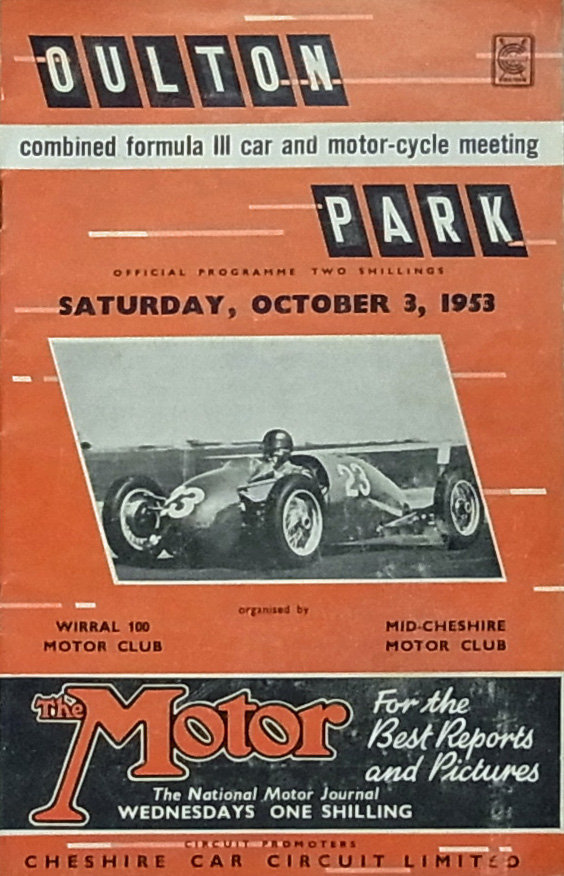 OULTON
combined formula III car and motor-cycle meeting
PARK
OFFICIAL PROGRAMME TWO SHILLINGS
SATURDAY, OCTOBER 3, 1953
23
23
organised by
WIRRAL 100
MOTOR CLUB
MID-CHESHIRE
MOTOR CLUB
The Motor
For the
Best Reports
and Pictures
The National Motor Journal
WEDNESDAYS ONE SHILLING
CIRCUIT PROMOTERS
CHESHIRE CAR CIRCUIT LIMITED